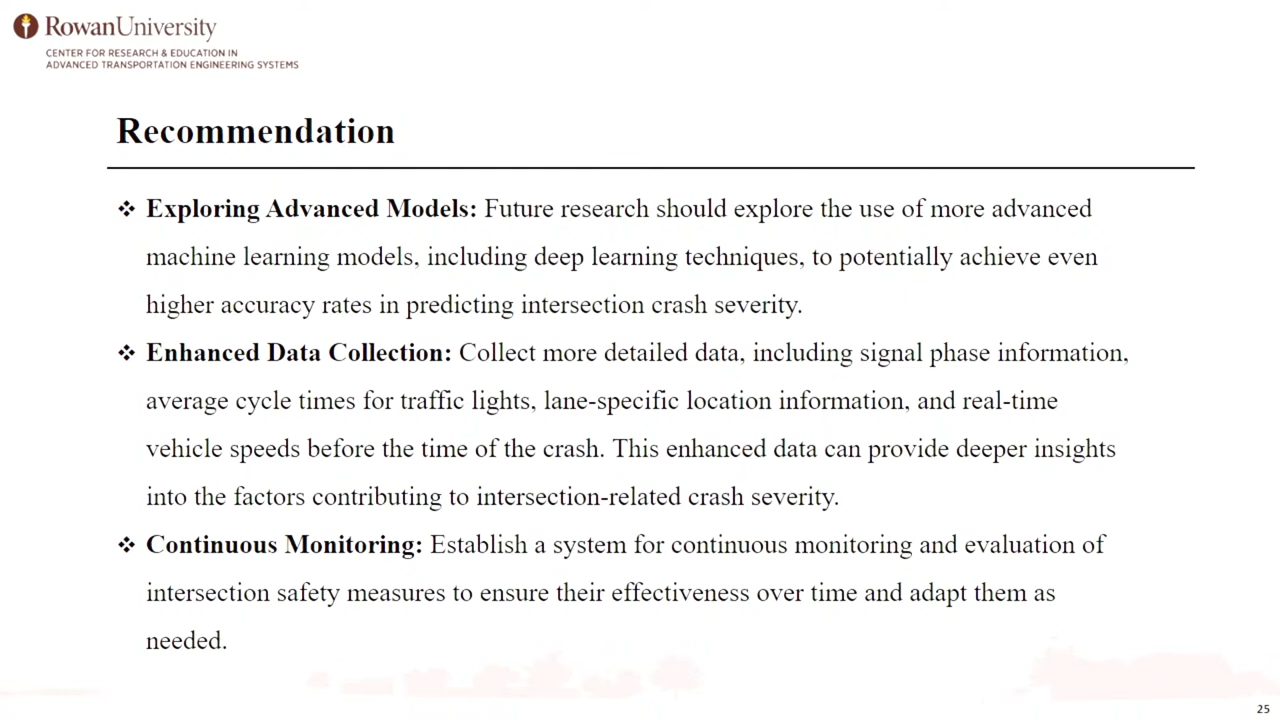 Rowan University
CENTER FOR RESEARCH & EDUCATION IN
ADVANCED TRANSPORTATION ENGINEERING SYSTEMS
Recommendation
❖ Exploring Advanced Models: Future research should explore the use of more advanced
machine learning models, including deep learning techniques, to potentially achieve even
higher accuracy rates in predicting intersection crash severity.
❖ Enhanced Data Collection: Collect more detailed data, including signal phase information,
average cycle times for traffic lights, lane-specific location information, and real-time
vehicle speeds before the time of the crash. This enhanced data can provide deeper insights
into the factors contributing to intersection-related crash severity.
❖ Continuous Monitoring: Establish a system for continuous monitoring and evaluation of
intersection safety measures to ensure their effectiveness over time and adapt them as
needed.
25